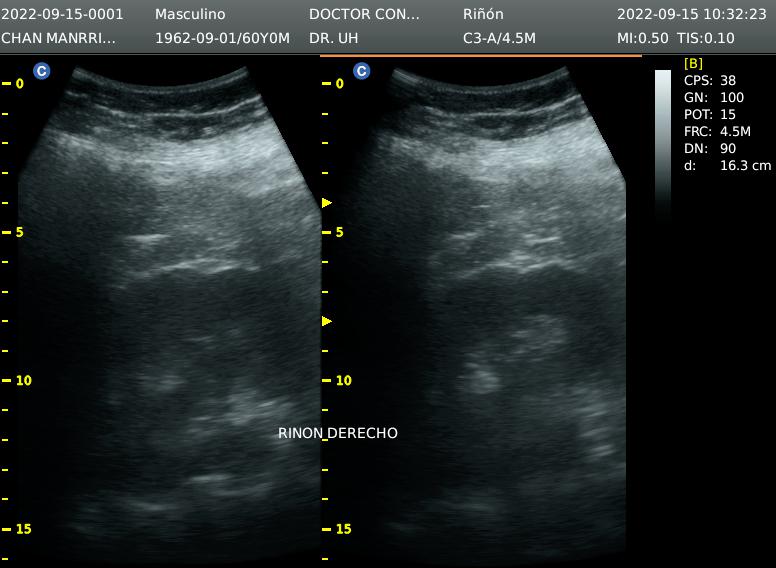 2022-09-15-0001 Masculino DOCTOR CON... Riñón 2022-09-15 10:32:23
CHAN MANRRI... 1962-09-01/60Y0M DR. UH C3-A/4.5M MI:0.50 TIS:0.10
C
C
[B]
CPS: 38
GN: 100
POT: 15
FRC: 4.5M
DN: 90
d: 16.3 cm
0
0
5
5
10
10
RINON DERECHO
15
15